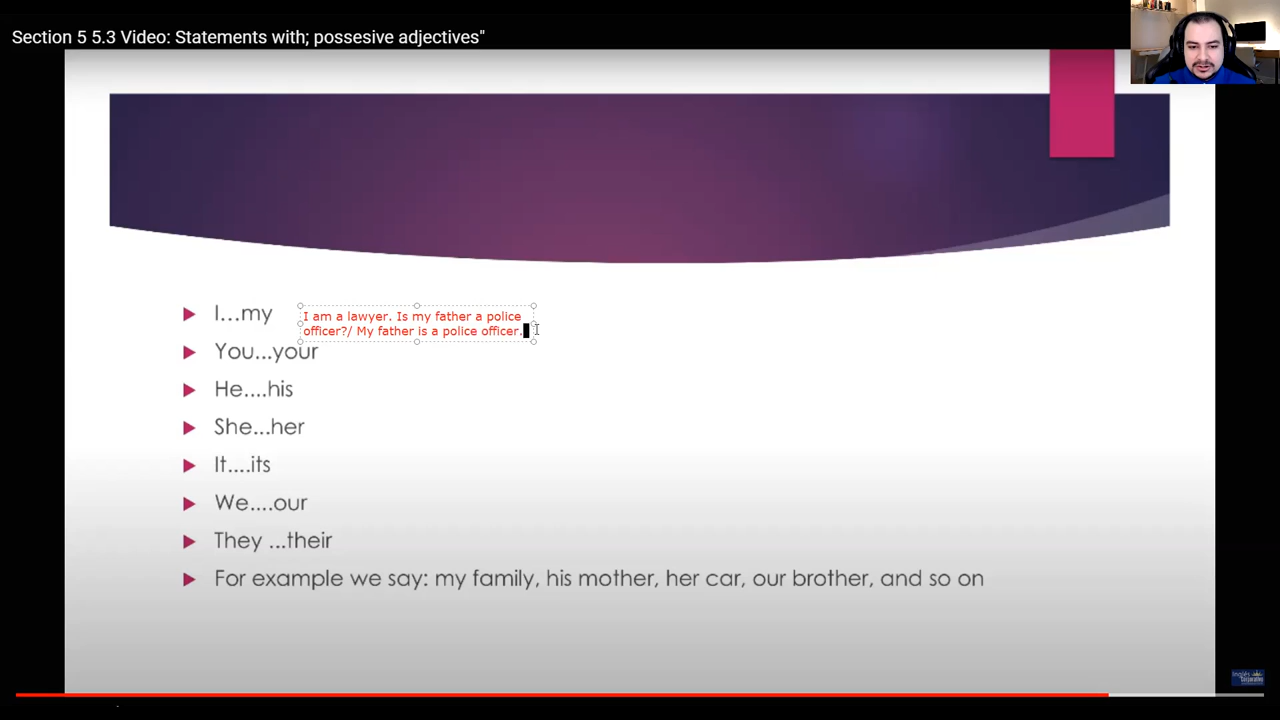 Section 5 5.3 Video: Statements with; possesive adjectives"
I...my
I am a lawyer. Is my father a police
officer?/ My father is a police officer.
You...your
He....his
She...her
It....its
We....our
They ...their
For example we say: my family, his mother, her car, our brother, and so on
Inglés
Corporativo